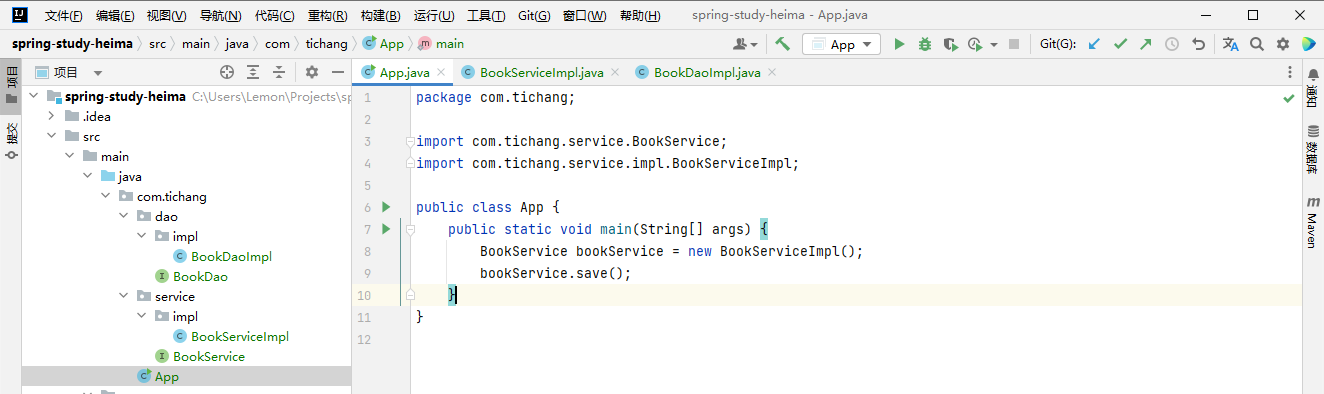 文件(F) 编辑(E) 视图(V) 导航(N) 代码(C) 重构(R) 构建(B) 运行(U) 工具(T) Git(G) 窗口(W) 帮助(H) spring-study-heima - App.java
spring-study-heima src main java com tichang App main App Git(G):
项目
App.java BookServiceImpl.java BookDaoImpl.java
项目
提交
spring-study-heima C:\Users\Lemon\Projects\sp
.idea
src
main
java
com.tichang
dao
impl
BookDaoImpl
BookDao
service
impl
BookServiceImpl
BookService
App
1 package com.tichang;
2
3 import com.tichang.service.BookService;
4 import com.tichang.service.impl.BookServiceImpl;
5
6 public class App {
7 public static void main(String[] args) {
8 BookService bookService = new BookServiceImpl();
9 bookService.save();
10 }
11 }
12
通知
数据库
m Maven